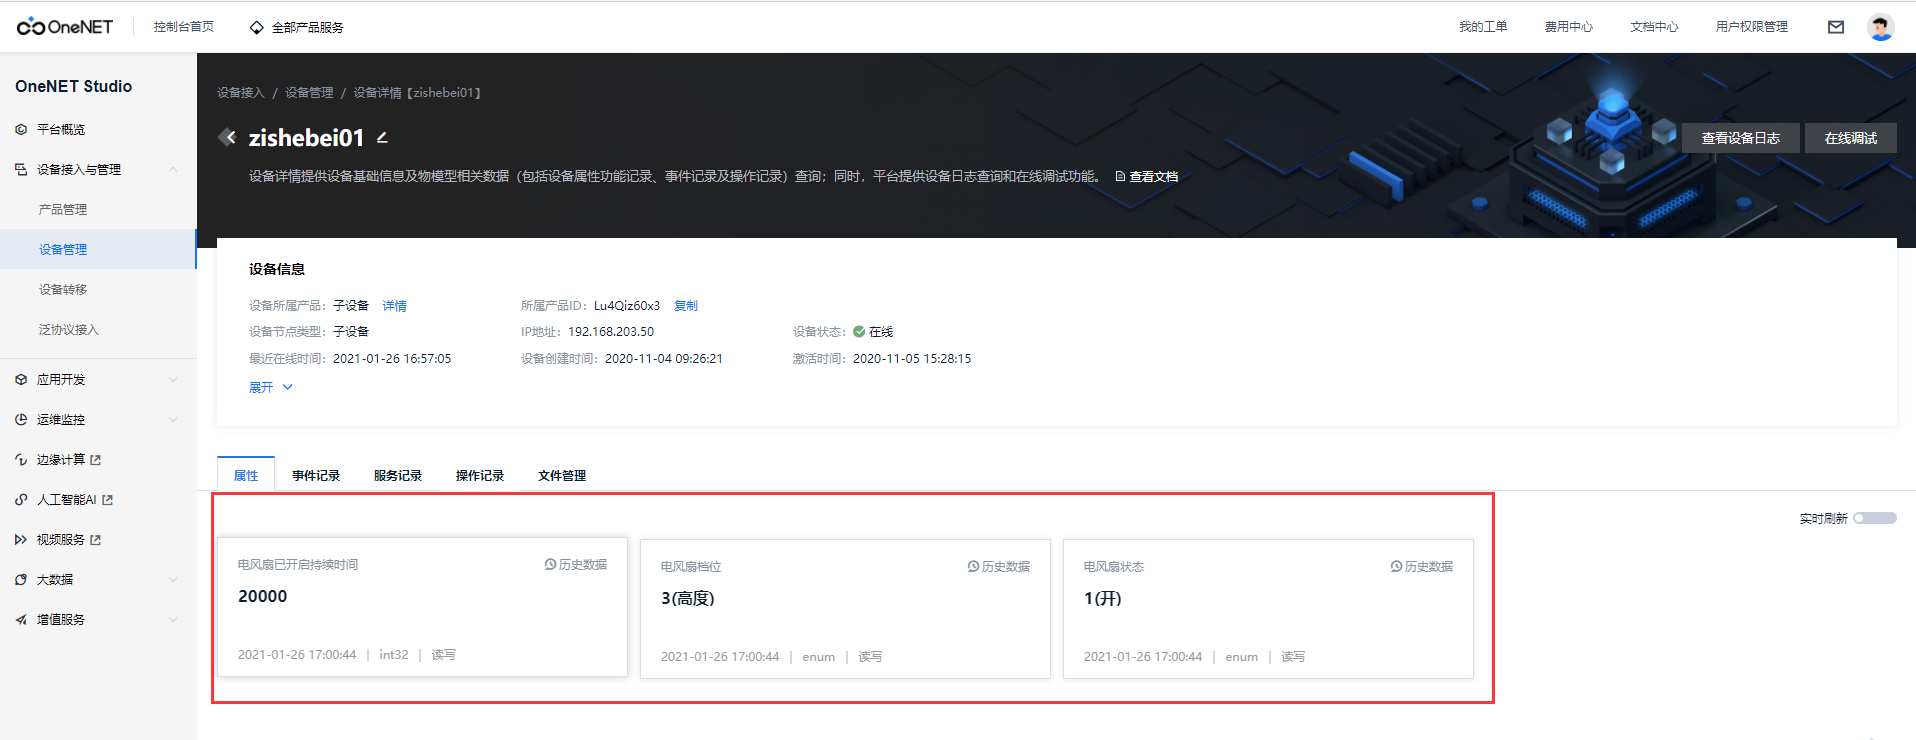 OneNET 控制台首页 全部产品服务 我的工单 费用中心 文档中心 用户权限管理
OneNET Studio
平台概览
设备接入与管理
产品管理
设备管理
设备转移
泛协议接入
应用开发
运维监控
边缘计算
人工智能AI
视频服务
大数据
增值服务
设备接入 / 设备管理 / 设备详情【zishebei01】
zishebei01
查看设备日志 在线调试
设备详情提供设备基础信息及物模型相关数据（包括设备属性功能记录、事件记录及操作记录）查询；同时，平台提供设备日志查询和在线调试功能。 查看文档
设备信息
设备所属产品： 子设备 详情 所属产品ID： Lu4Qiz60x3 复制
设备节点类型： 子设备 IP地址： 192.168.203.50 设备状态： 在线
最近在线时间： 2021-01-26 16:57:05 设备创建时间： 2020-11-04 09:26:21 激活时间： 2020-11-05 15:28:15
展开
属性 事件记录 服务记录 操作记录 文件管理
实时刷新
电风扇已开启持续时间 历史数据
20000
2021-01-26 17:00:44 | int32 | 读写
电风扇档位 历史数据
3(高度)
2021-01-26 17:00:44 | enum | 读写
电风扇状态 历史数据
1(开)
2021-01-26 17:00:44 | enum | 读写